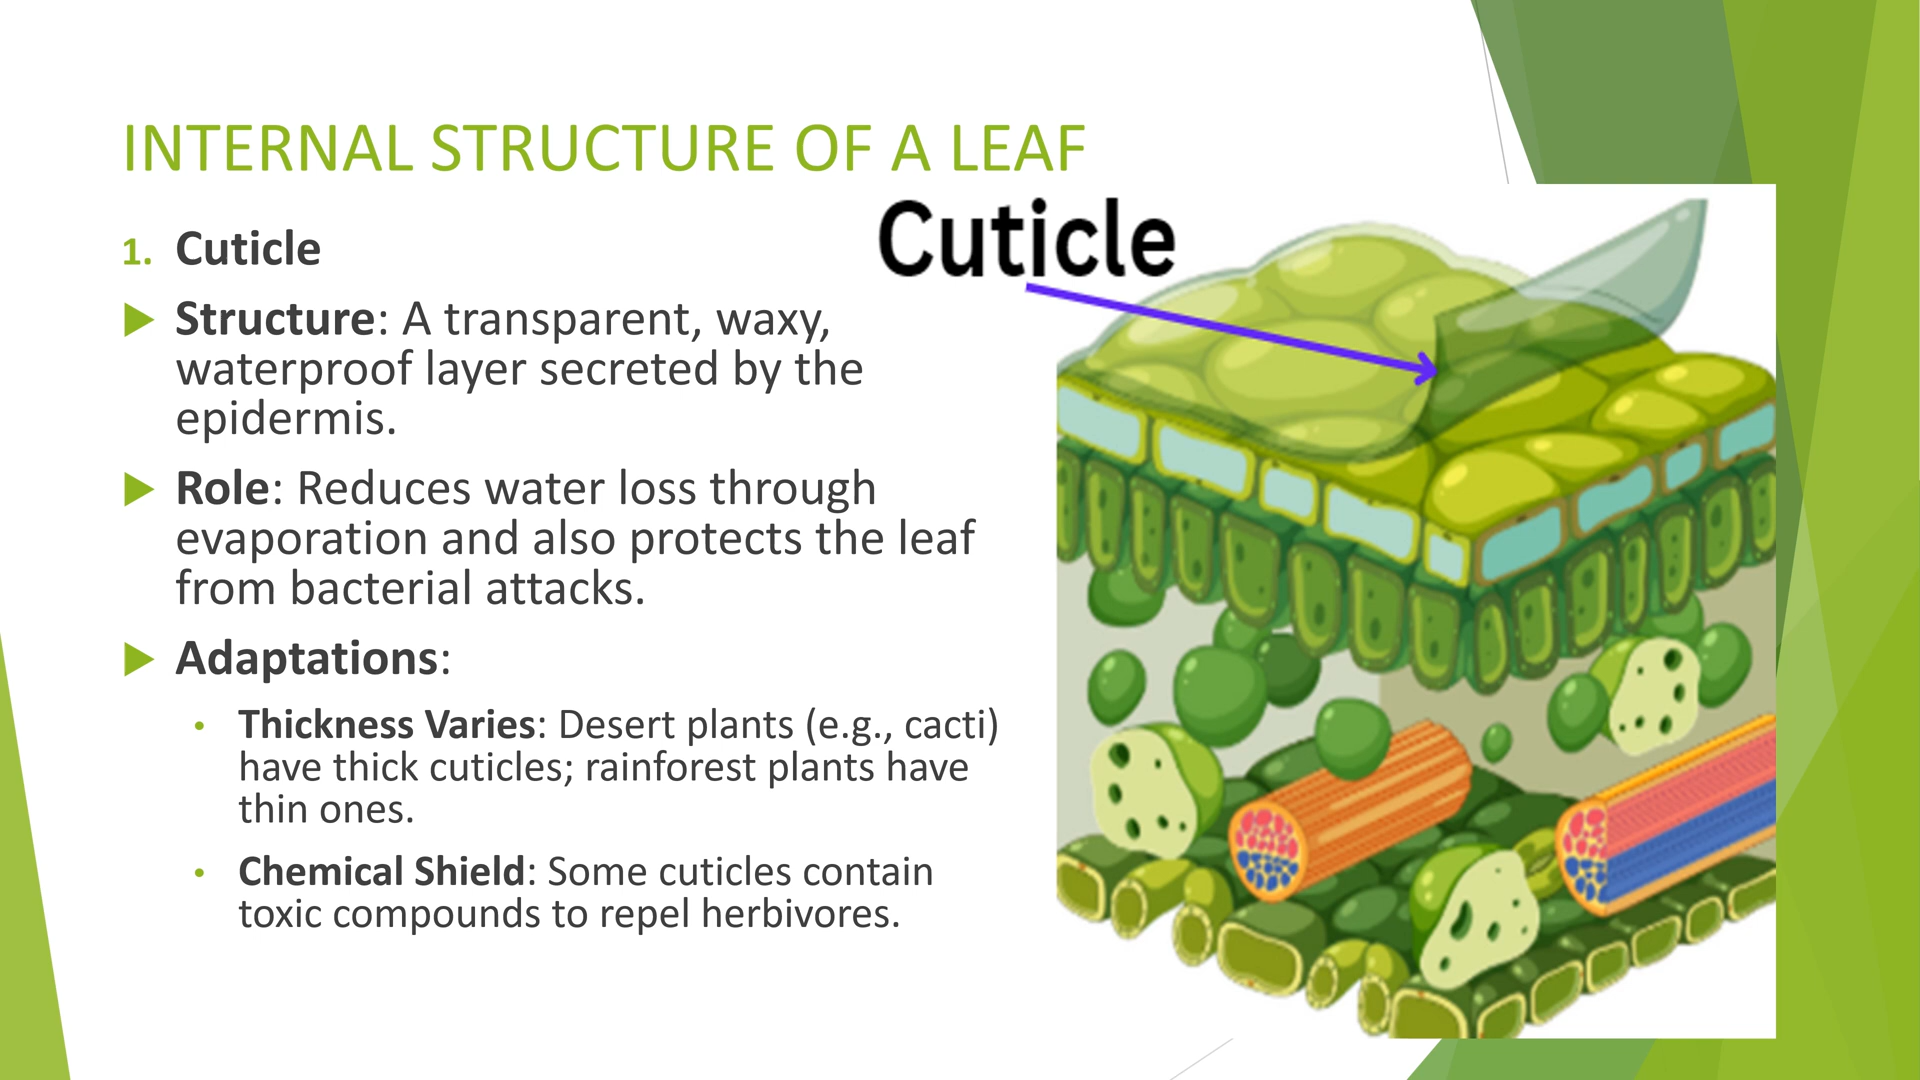 INTERNAL STRUCTURE OF A LEAF
1. Cuticle
Structure: A transparent, waxy,
waterproof layer secreted by the
epidermis.
Role: Reduces water loss through
evaporation and also protects the leaf
from bacterial attacks.
Adaptations:
• Thickness Varies: Desert plants (e.g., cacti)
have thick cuticles; rainforest plants have
thin ones.
• Chemical Shield: Some cuticles contain
toxic compounds to repel herbivores.
Cuticle